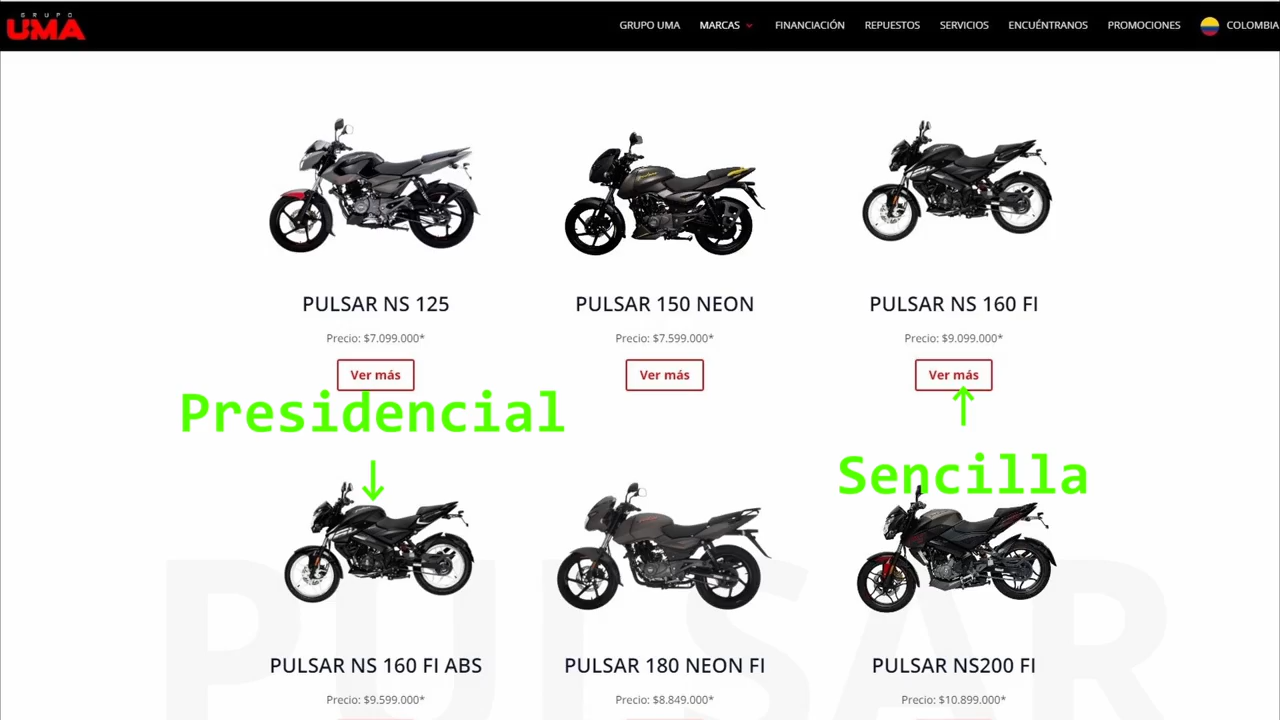 GRUPO
UMA
GRUPO UMA MARCAS FINANCIACIÓN REPUESTOS SERVICIOS ENCUÉNTRANOS PROMOCIONES COLOMBIA
PULSAR NS 125 PULSAR 150 NEON PULSAR NS 160 FI
Precio: $7.099.000* Precio: $7.599.000* Precio: $9.099.000*
Ver más Ver más Ver más
Presidencial
↓
↑
Sencilla
PULSAR
PULSAR NS 160 FI ABS PULSAR 180 NEON FI PULSAR NS200 FI
Precio: $9.599.000* Precio: $8.849.000* Precio: $10.899.000*